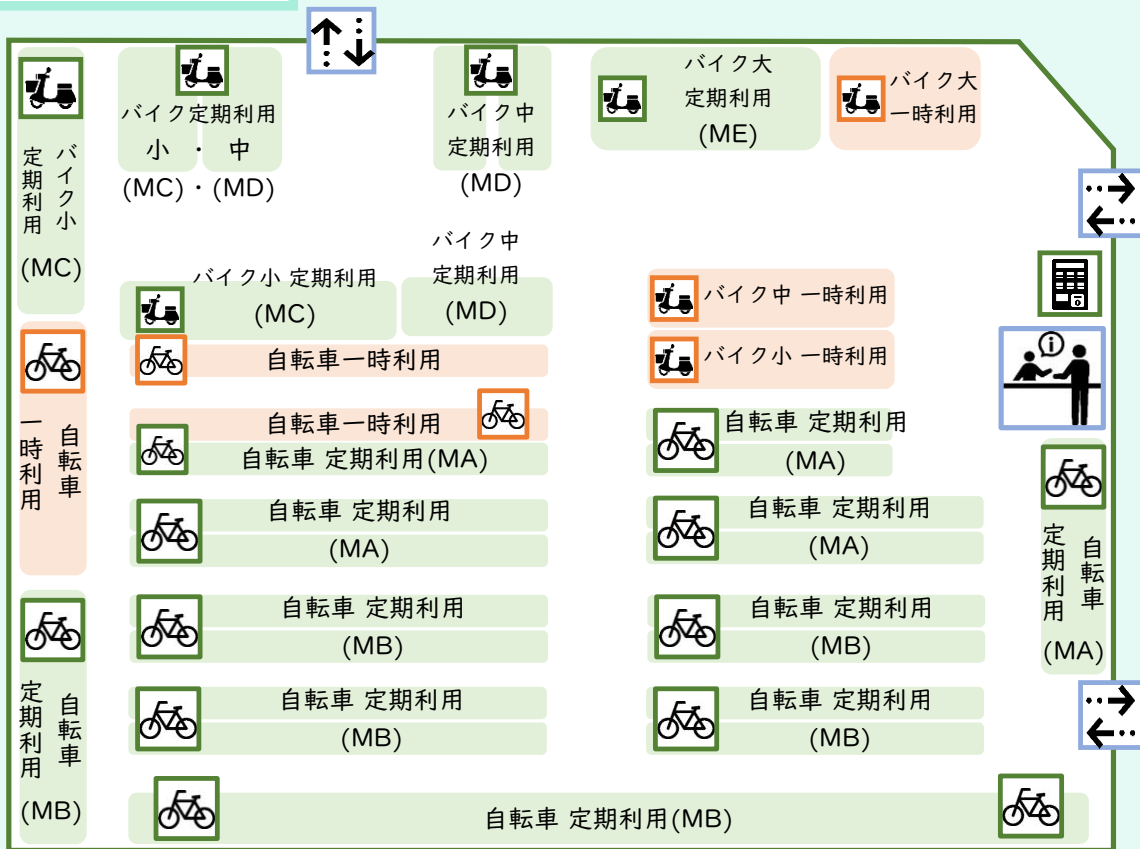 バイク小
定期利用
(MC)
バイク定期利用
小 ・ 中
(MC)・(MD)
バイク中
定期利用
(MD)
バイク大
定期利用
(ME)
バイク大
一時利用
バイク小 定期利用
(MC)
バイク中
定期利用
(MD)
バイク中 一時利用
バイク小 一時利用
自転車
一時利用
自転車一時利用
自転車一時利用
自転車 定期利用(MA)
自転車 定期利用
(MA)
自転車 定期利用
(MA)
自転車 定期利用
(MA)
自転車
定期利用
(MA)
自転車 定期利用
(MB)
自転車 定期利用
(MB)
自転車 定期利用
(MB)
自転車 定期利用
(MB)
自転車
定期利用
(MB)
自転車 定期利用(MB)